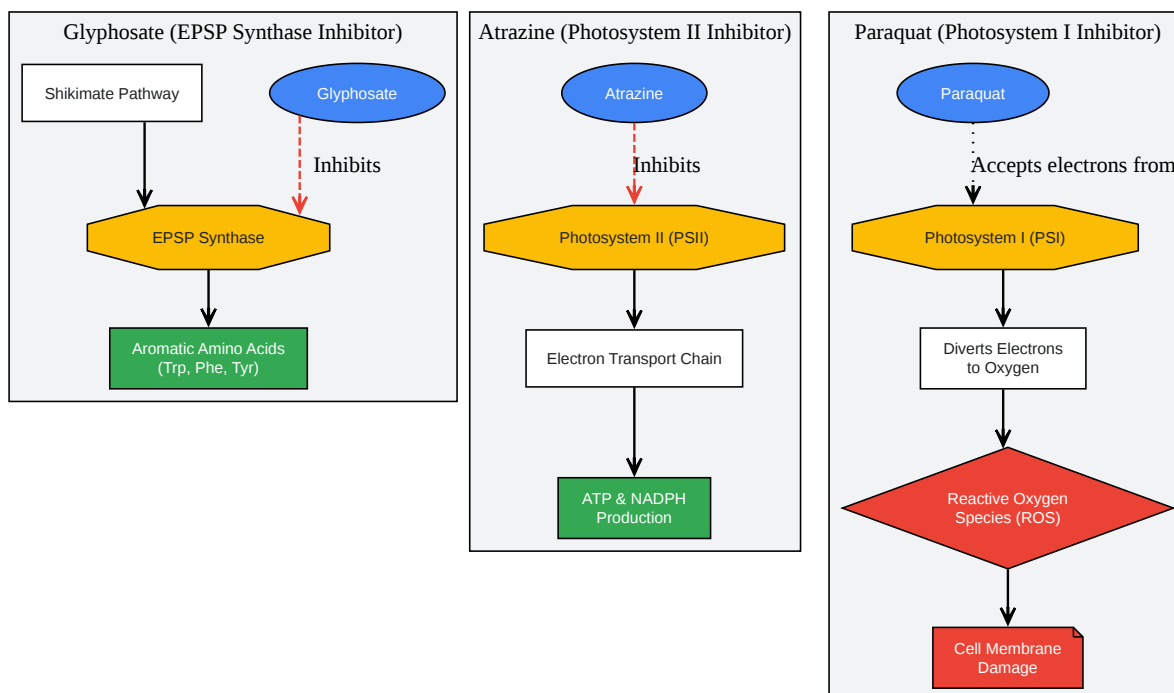 Glyphosate (EPSP Synthase Inhibitor)
Shikimate Pathway
Glyphosate
Inhibits
EPSP Synthase
Aromatic Amino Acids
(Trp, Phe, Tyr)
Atrazine (Photosystem II Inhibitor)
Atrazine
Inhibits
Photosystem II (PSII)
Electron Transport Chain
ATP & NADPH
Production
Paraquat (Photosystem I Inhibitor)
Paraquat
Accepts electrons from
Photosystem I (PSI)
Diverts Electrons
to Oxygen
Reactive Oxygen
Species (ROS)
Cell Membrane
Damage